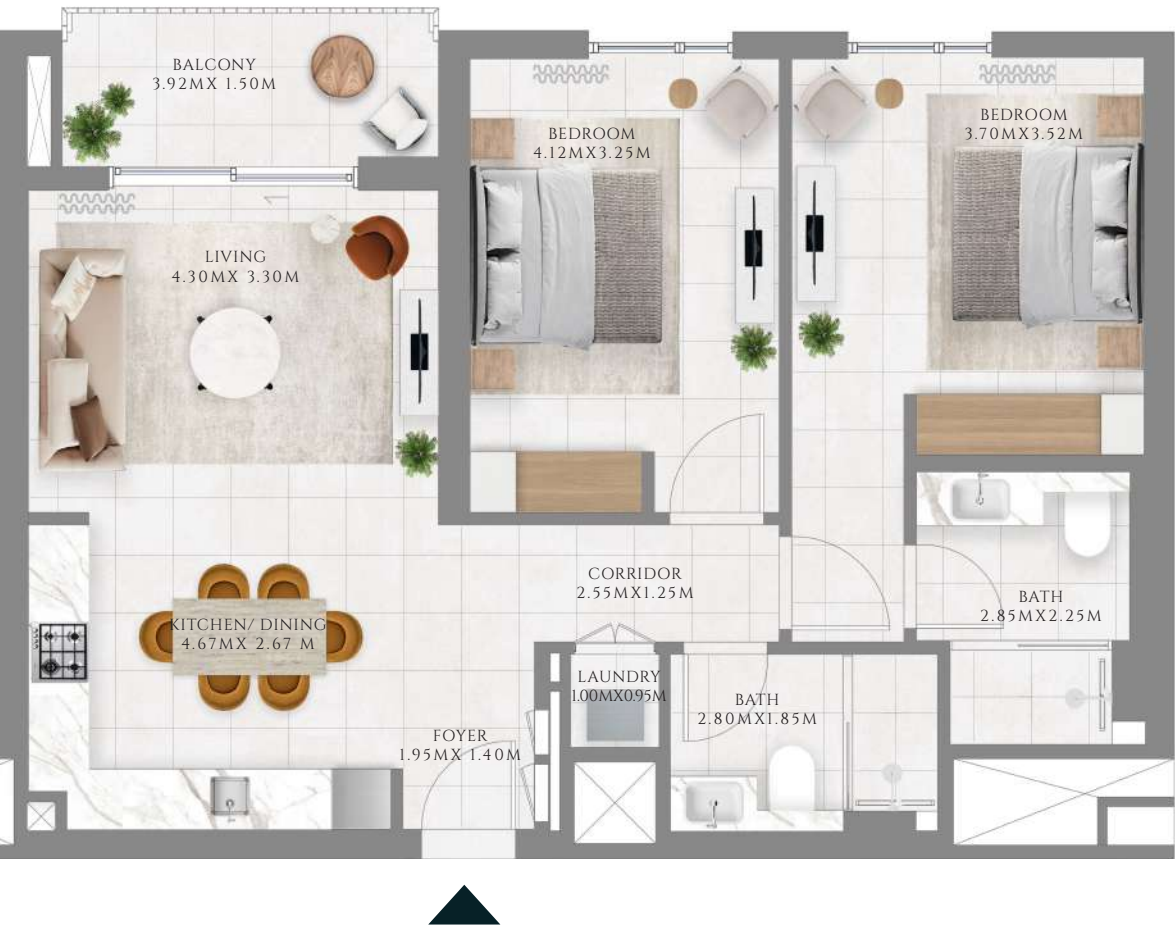 BALCONY
3.92MX 1.50M
BEDROOM
4.12MX3.25M
BEDROOM
3.70MX3.52M
LIVING
4.30MX 3.30M
CORRIDOR
2.55MX1.25M
BATH
2.85MX2.25M
KITCHEN/ DINING
4.67MX 2.67 M
LAUNDRY
1.00MX0.95M
BATH
2.80MX1.85M
FOYER
1.95MX 1.40M